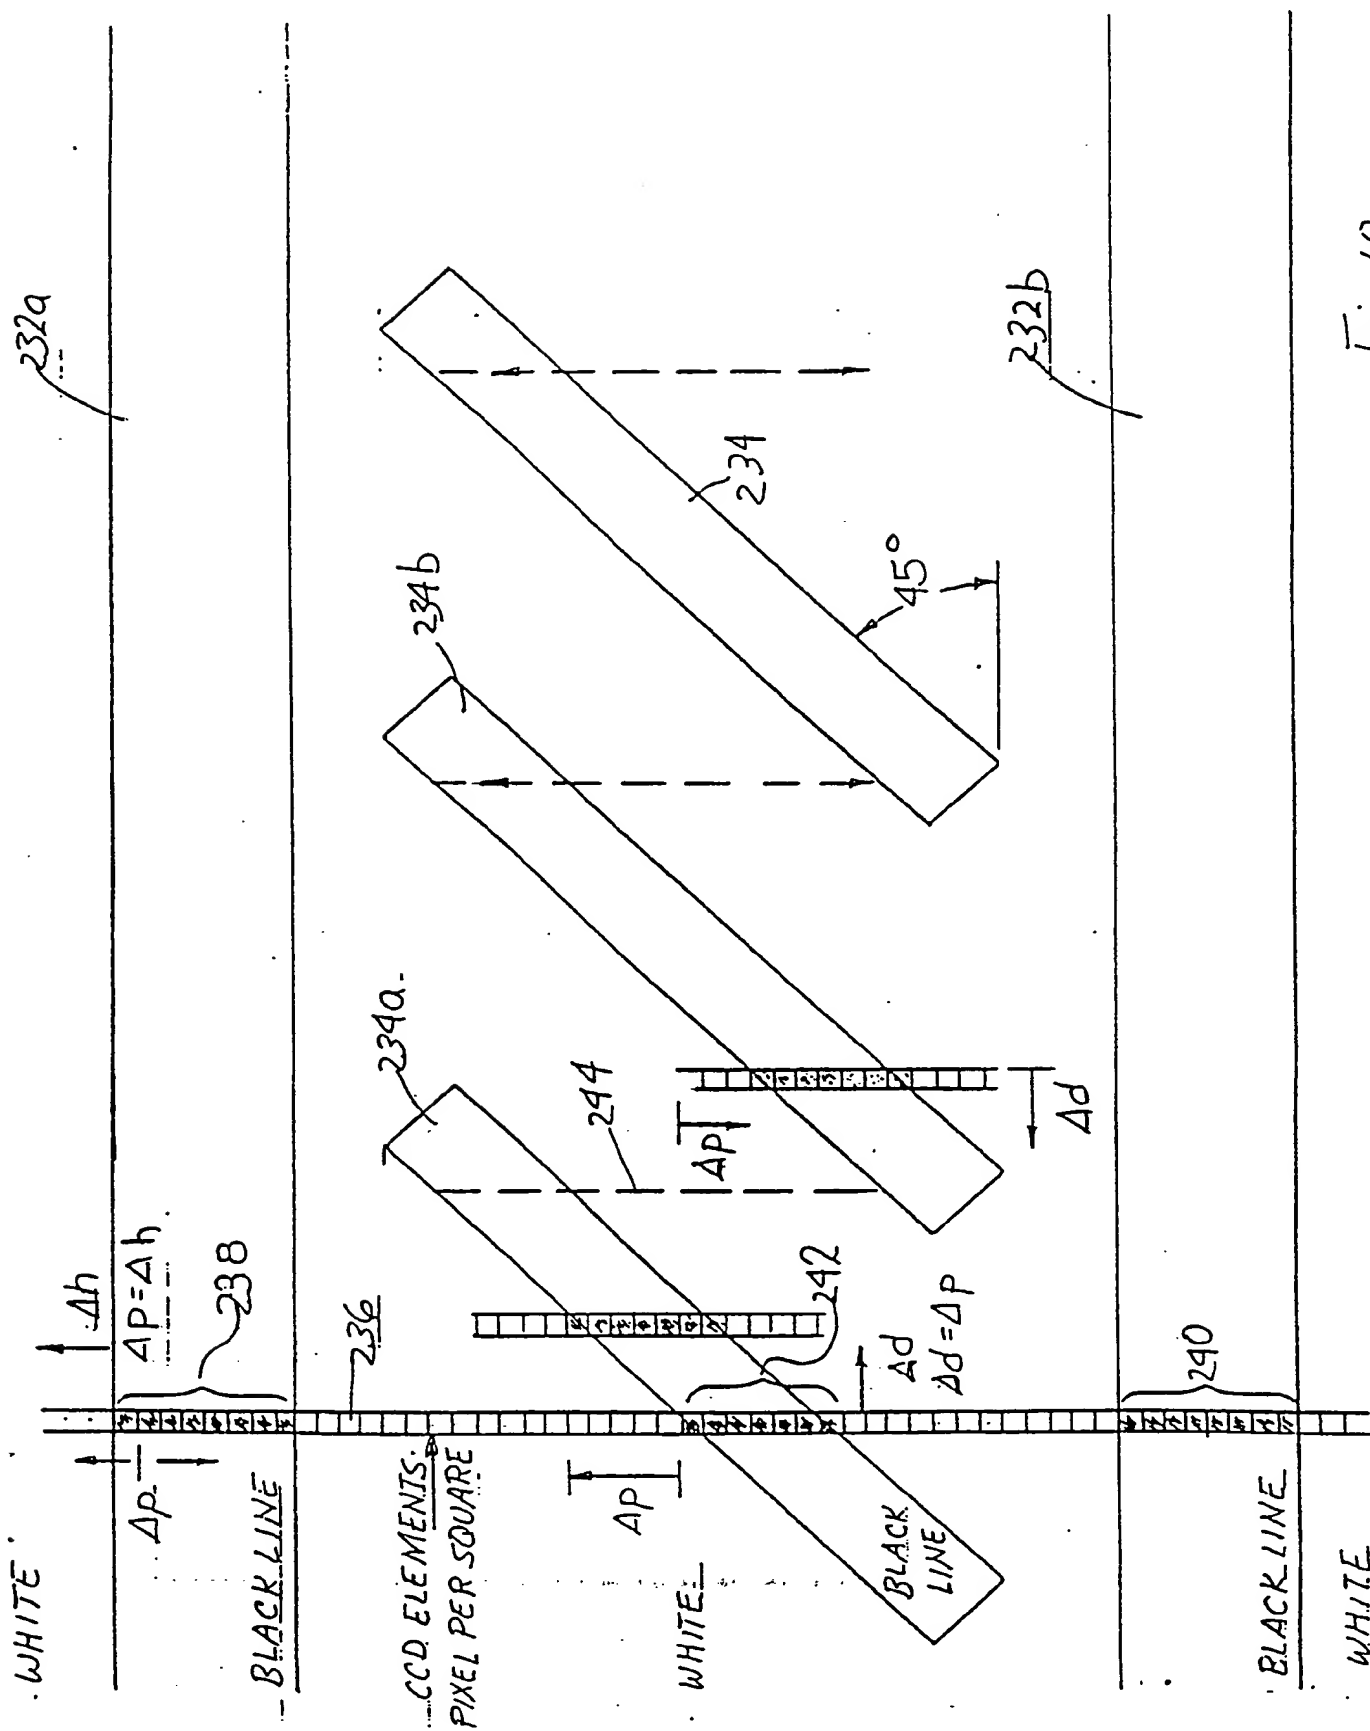 WHITE
Δh
232a
ΔP
ΔP=Δh
238
BLACK LINE
CCD ELEMENTS
PIXEL PER SQUARE
236
234a
234b
244
ΔP
ΔP
234
WHITE
242
Δd
Δd=ΔP
Δd
45°
BLACK
LINE
232b
240
BLACK LINE
WHITE